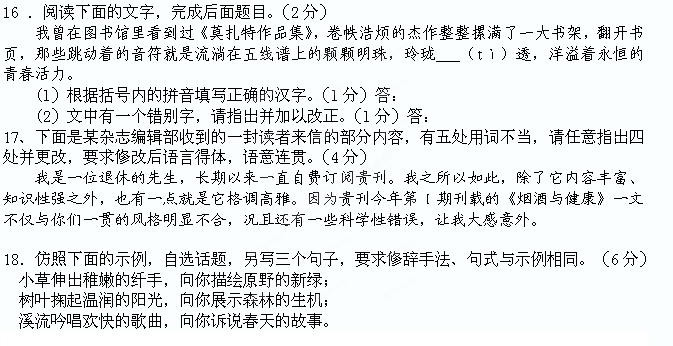 16 . 阅读下面的文字，完成后面题目。(2分)
我曾在图书馆里看到过《莫扎特作品集》，卷帙浩烦的杰作整整摞满了一大书架，翻开书
页，那些跳动着的音符就是流淌在五线谱上的颗颗明珠，玲珑___（tì）透，洋溢着永恒的
青春活力。
(1) 根据括号内的拼音填写正确的汉字。(1分) 答：
(2) 文中有一个错别字，请指出并加以改正。(1分) 答：
17、下面是某杂志编辑部收到的一封读者来信的部分内容，有五处用词不当，请任意指出四
处并更改，要求修改后语言得体，语意连贯。(4分)
我是一位退休的先生，长期以来一直自费订阅贵刊。我之所以如此，除了它内容丰富、
知识性强之外，也有一点就是它格调高雅。因为贵刊今年第 l 期刊载的《烟酒与健康》一文
不仅与你们一贯的风格明显不合，况且还有一些科学性错误，让我大感意外。
18. 仿照下面的示例，自选话题，另写三个句子，要求修辞手法、句式与示例相同。(6分)
小草伸出稚嫩的纤手，向你描绘原野的新绿；
树叶掬起温润的阳光，向你展示森林的生机；
溪流吟唱欢快的歌曲，向你诉说春天的故事。